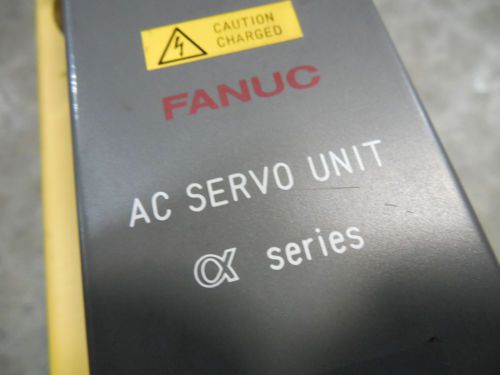 CAUTION
CHARGED
FANUC
AC SERVO UNIT
α series